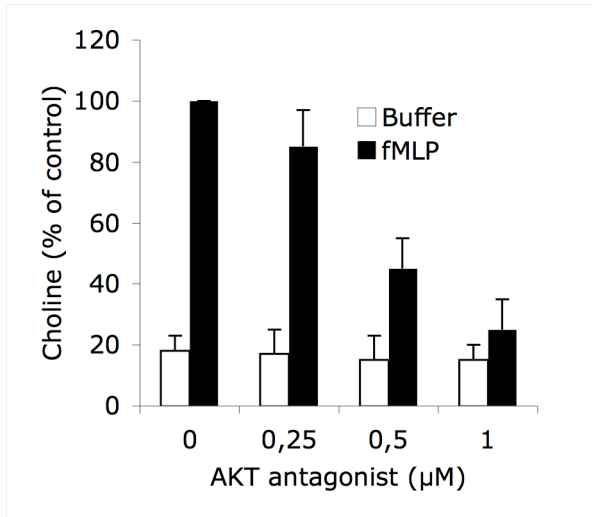 120
100
80
60
40
20
0
Choline (% of control)
Buffer
fMLP
0 0,25 0,5 1
AKT antagonist (μM)